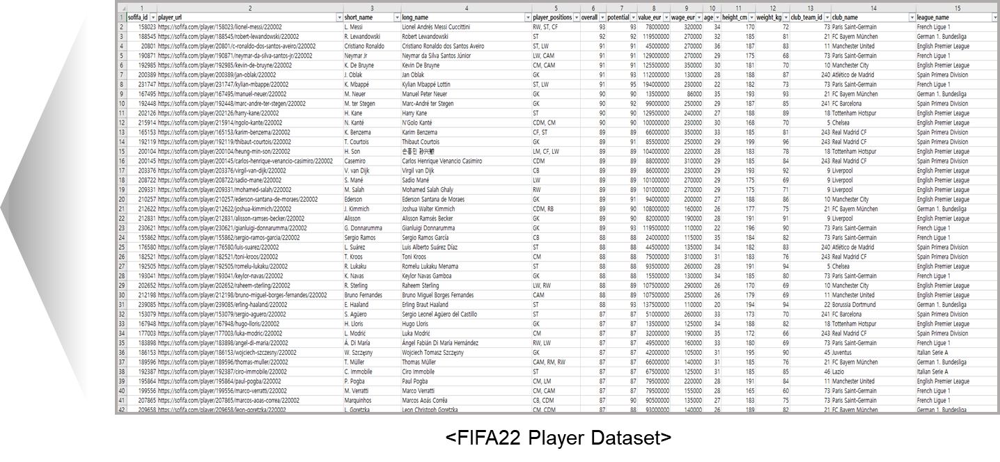 1 2 3 4 5 6 7 8 9 10 11 12 13 14 15
1 sofifa_id player_url short_name long_name player_positions overall potential value_eur wage_eur age height_cm weight_kg club_team_id club_name league_name
2 158023 https://sofifa.com/player/158023/lionel-messi/220002 L. Messi Lionel Andrés Messi Cuccittini RW, ST, CF 93 93 78000000 320000 34 170 72 73 Paris Saint-Germain French Ligue 1
3 188545 https://sofifa.com/player/188545/robert-lewandowski/220002 R. Lewandowski Robert Lewandowski ST 92 92 119500000 270000 32 185 81 21 FC Bayern München German 1. Bundesliga
4 20801 https://sofifa.com/player/20801/c-ronaldo-dos-santos-aveiro/220002 Cristiano Ronaldo Cristiano Ronaldo dos Santos Aveiro ST, LW 91 91 45000000 270000 36 187 83 11 Manchester United English Premier League
5 190871 https://sofifa.com/player/190871/neymar-da-silva-santos-jr/220002 Neymar Jr Neymar da Silva Santos Júnior LW, CAM 91 91 129000000 270000 29 175 68 73 Paris Saint-Germain French Ligue 1
6 192985 https://sofifa.com/player/192985/kevin-de-bruyne/220002 K. De Bruyne Kevin De Bruyne CM, CAM 91 91 125500000 350000 30 181 70 10 Manchester City English Premier League
7 200389 https://sofifa.com/player/200389/jan-oblak/220002 J. Oblak Jan Oblak GK 91 93 112000000 130000 28 188 87 240 Atlético de Madrid Spain Primera Division
8 231747 https://sofifa.com/player/231747/kylian-mbappe/220002 K. Mbappé Kylian Mbappé Lottin ST, LW 91 95 194000000 230000 22 182 73 73 Paris Saint-Germain French Ligue 1
9 167495 https://sofifa.com/player/167495/manuel-neuer/220002 M. Neuer Manuel Peter Neuer GK 90 90 13500000 86000 35 193 93 21 FC Bayern München German 1. Bundesliga
10 192448 https://sofifa.com/player/192448/marc-andre-ter-stegen/220002 M. ter Stegen Marc-André ter Stegen GK 90 92 99000000 250000 29 187 85 241 FC Barcelona Spain Primera Division
11 202126 https://sofifa.com/player/202126/harry-kane/220002 H. Kane Harry Kane ST 90 90 129500000 240000 27 188 89 18 Tottenham Hotspur English Premier League
12 215914 https://sofifa.com/player/215914/ngolo-kante/220002 N. Kanté N'Golo Kanté CDM, CM 90 90 100000000 230000 30 168 70 5 Chelsea English Premier League
13 165153 https://sofifa.com/player/165153/karim-benzema/220002 K. Benzema Karim Benzema CF, ST 89 89 66000000 350000 33 185 81 243 Real Madrid CF Spain Primera Division
14 192119 https://sofifa.com/player/192119/thibaut-courtois/220002 T. Courtois Thibaut Courtois GK 89 91 85500000 250000 29 199 96 243 Real Madrid CF Spain Primera Division
15 200104 https://sofifa.com/player/200104/heung-min-son/220002 H. Son 손흥민 孙兴慜 LM, CF, LW 89 89 104000000 220000 28 183 78 18 Tottenham Hotspur English Premier League
16 200145 https://sofifa.com/player/200145/carlos-henrique-venancio-casimiro/220002 Casemiro Carlos Henrique Venancio Casimiro CDM 89 89 88000000 310000 29 185 84 243 Real Madrid CF Spain Primera Division
17 203376 https://sofifa.com/player/203376/virgil-van-dijk/220002 V. van Dijk Virgil van Dijk CB 89 89 86000000 230000 29 193 92 9 Liverpool English Premier League
18 208722 https://sofifa.com/player/208722/sadio-mane/220002 S. Mané Sadio Mané LW 89 89 101000000 270000 29 175 69 9 Liverpool English Premier League
19 209331 https://sofifa.com/player/209331/mohamed-salah/220002 M. Salah Mohamed Salah Ghaly RW 89 89 101000000 270000 29 175 71 9 Liverpool English Premier League
20 210257 https://sofifa.com/player/210257/ederson-santana-de-moraes/220002 Ederson Ederson Santana de Moraes GK 89 91 94000000 200000 27 188 86 10 Manchester City English Premier League
21 212622 https://sofifa.com/player/212622/joshua-kimmich/220002 J. Kimmich Joshua Walter Kimmich CDM, RB 89 90 108000000 160000 26 177 75 21 FC Bayern München German 1. Bundesliga
22 212831 https://sofifa.com/player/212831/alisson-ramses-becker/220002 Alisson Alisson Ramsés Becker GK 89 90 82000000 190000 28 191 91 9 Liverpool English Premier League
23 230621 https://sofifa.com/player/230621/gianluigi-donnarumma/220002 G. Donnarumma Gianluigi Donnarumma GK 89 93 119500000 110000 22 196 90 73 Paris Saint-Germain French Ligue 1
24 155862 https://sofifa.com/player/155862/sergio-ramos-garcia/220002 Sergio Ramos Sergio Ramos García CB 88 88 24000000 115000 35 184 82 73 Paris Saint-Germain French Ligue 1
25 176580 https://sofifa.com/player/176580/luis-suarez/220002 L. Suárez Luis Alberto Suárez Díaz ST 88 88 44500000 135000 34 182 83 240 Atlético de Madrid Spain Primera Division
26 182521 https://sofifa.com/player/182521/toni-kroos/220002 T. Kroos Toni Kroos CM 88 88 75000000 310000 31 183 76 243 Real Madrid CF Spain Primera Division
27 192505 https://sofifa.com/player/192505/romelu-lukaku/220002 R. Lukaku Romelu Lukaku Menama ST 88 88 93500000 260000 28 191 94 5 Chelsea English Premier League
28 193041 https://sofifa.com/player/193041/keylor-navas/220002 K. Navas Keylor Navas Gamboa GK 88 88 15500000 130000 34 185 80 73 Paris Saint-Germain French Ligue 1
29 202652 https://sofifa.com/player/202652/raheem-sterling/220002 R. Sterling Raheem Sterling LW, RW 88 89 107500000 290000 26 170 69 10 Manchester City English Premier League
30 212198 https://sofifa.com/player/212198/bruno-miguel-borges-fernandes/220002 Bruno Fernandes Bruno Miguel Borges Fernandes CAM 88 89 107500000 250000 26 179 69 11 Manchester United English Premier League
31 239085 https://sofifa.com/player/239085/erling-haaland/220002 E. Haaland Erling Braut Haaland ST 88 93 137500000 110000 20 194 94 22 Borussia Dortmund German 1. Bundesliga
32 153079 https://sofifa.com/player/153079/sergio-aguero/220002 S. Agüero Sergio Leonel Agüero del Castillo ST 87 87 51000000 260000 33 173 70 241 FC Barcelona Spain Primera Division
33 167948 https://sofifa.com/player/167948/hugo-lloris/220002 H. Lloris Hugo Lloris GK 87 87 13500000 125000 34 188 82 18 Tottenham Hotspur English Premier League
34 177003 https://sofifa.com/player/177003/luka-modric/220002 L. Modrić Luka Modrić CM 87 87 32000000 190000 35 172 66 243 Real Madrid CF Spain Primera Division
35 183898 https://sofifa.com/player/183898/angel-di-maria/220002 Á. Di María Ángel Fabián Di María Hernández RW, LW 87 87 49500000 160000 33 180 69 73 Paris Saint-Germain French Ligue 1
36 186153 https://sofifa.com/player/186153/wojciech-szczesny/220002 W. Szczęsny Wojciech Tomasz Szczęsny GK 87 87 42000000 105000 31 195 90 45 Juventus Italian Serie A
37 189596 https://sofifa.com/player/189596/thomas-muller/220002 T. Müller Thomas Müller CAM, RM, RW 87 87 66000000 140000 31 185 76 21 FC Bayern München German 1. Bundesliga
38 192387 https://sofifa.com/player/192387/ciro-immobile/220002 C. Immobile Ciro Immobile ST 87 87 67500000 125000 31 185 85 46 Lazio Italian Serie A
39 195864 https://sofifa.com/player/195864/paul-pogba/220002 P. Pogba Paul Pogba CM, LM 87 87 79500000 220000 28 191 84 11 Manchester United English Premier League
40 199556 https://sofifa.com/player/199556/marco-verratti/220002 M. Verratti Marco Verratti CM, CAM 87 87 79500000 155000 28 165 60 73 Paris Saint-Germain French Ligue 1
41 207865 https://sofifa.com/player/207865/marcos-aoas-correa/220002 Marquinhos Marcos Aoás Corrêa CB, CDM 87 90 90500000 135000 27 183 75 73 Paris Saint-Germain French Ligue 1
42 209658 https://sofifa.com/player/209658/leon-goretzka/220002 L. Goretzka Leon Christoph Goretzka CM, CDM 87 88 93000000 140000 26 189 82 21 FC Bayern München German 1. Bundesliga
<FIFA22 Player Dataset>